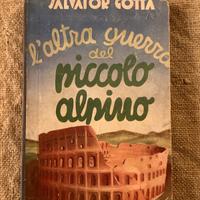 SALVATOR GOTTA
l'altra guerra
del
piccolo
alpino